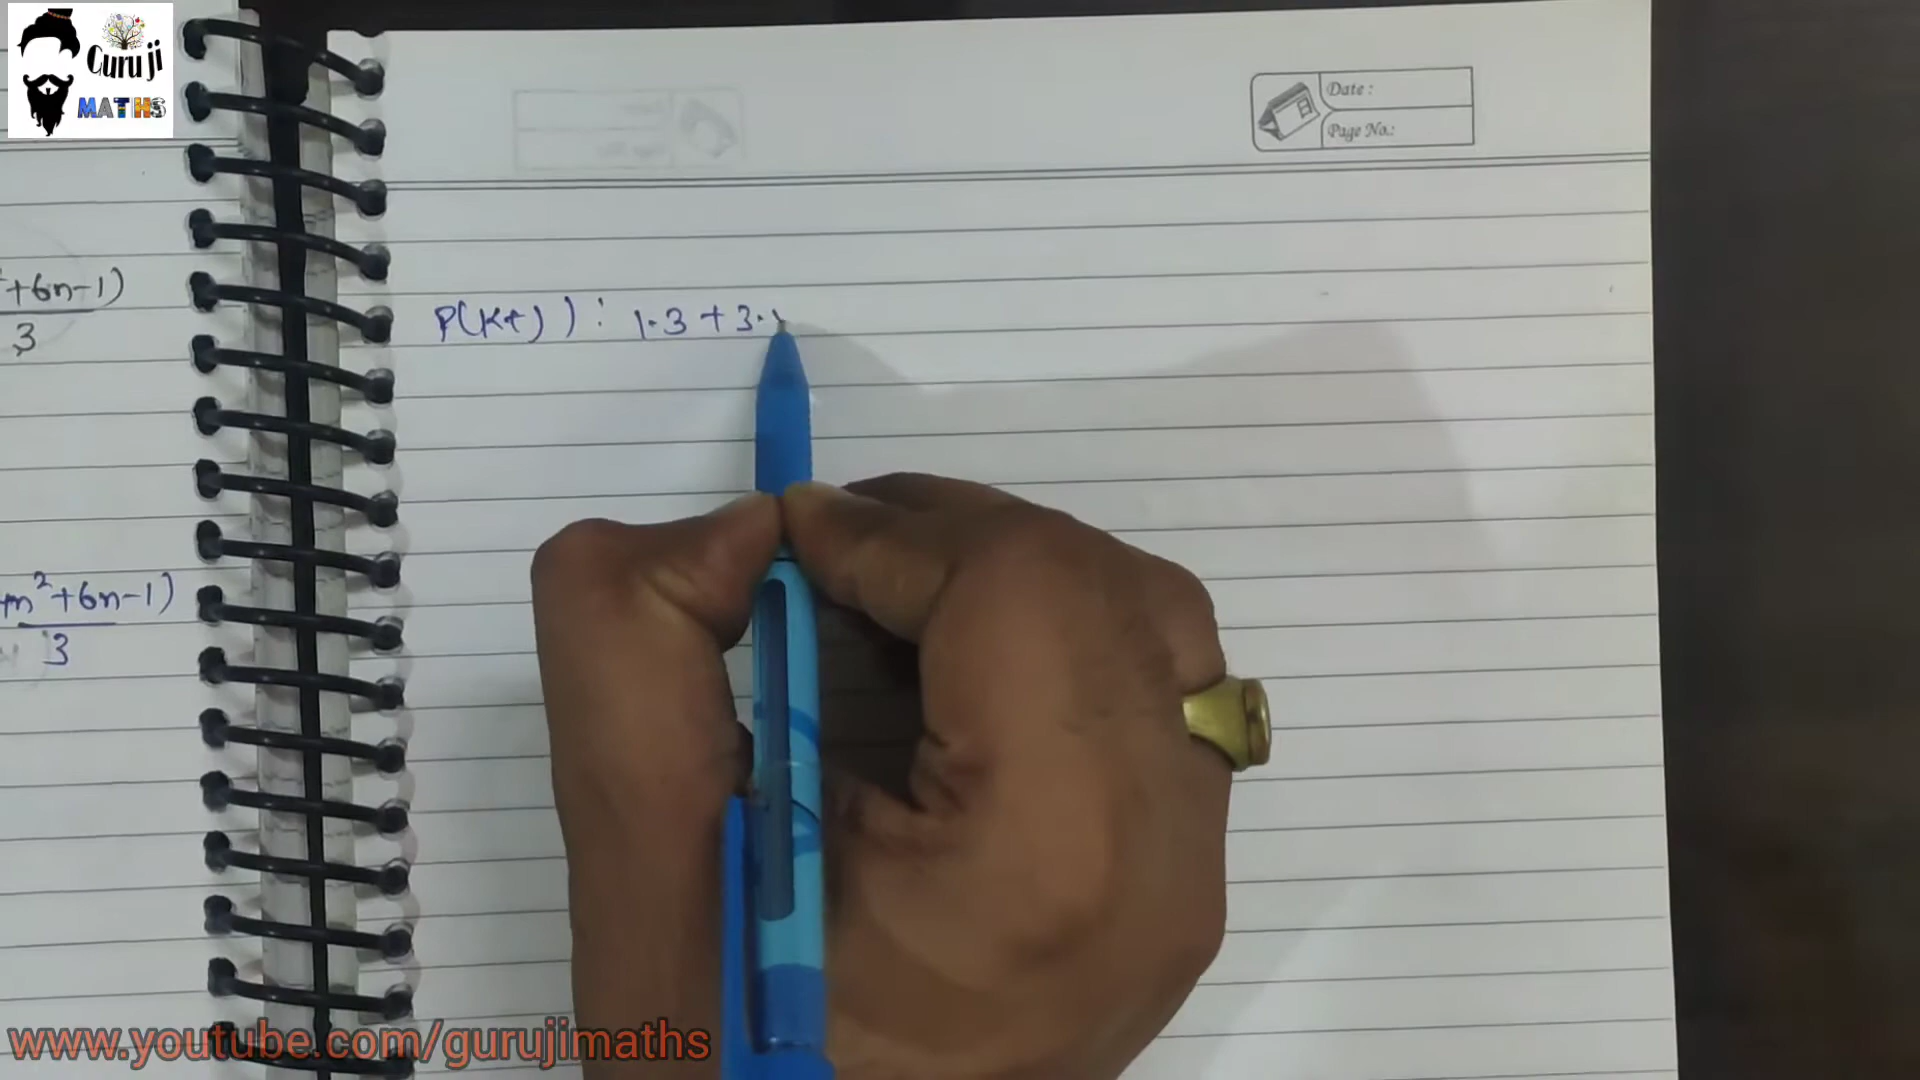 Guru ji
MATHS
Date :
Page No.:
+6n-1)
3
P(K+1) : 1.3 + 3.
n²+6n-1)
3
www.youtube.com/gurujimaths